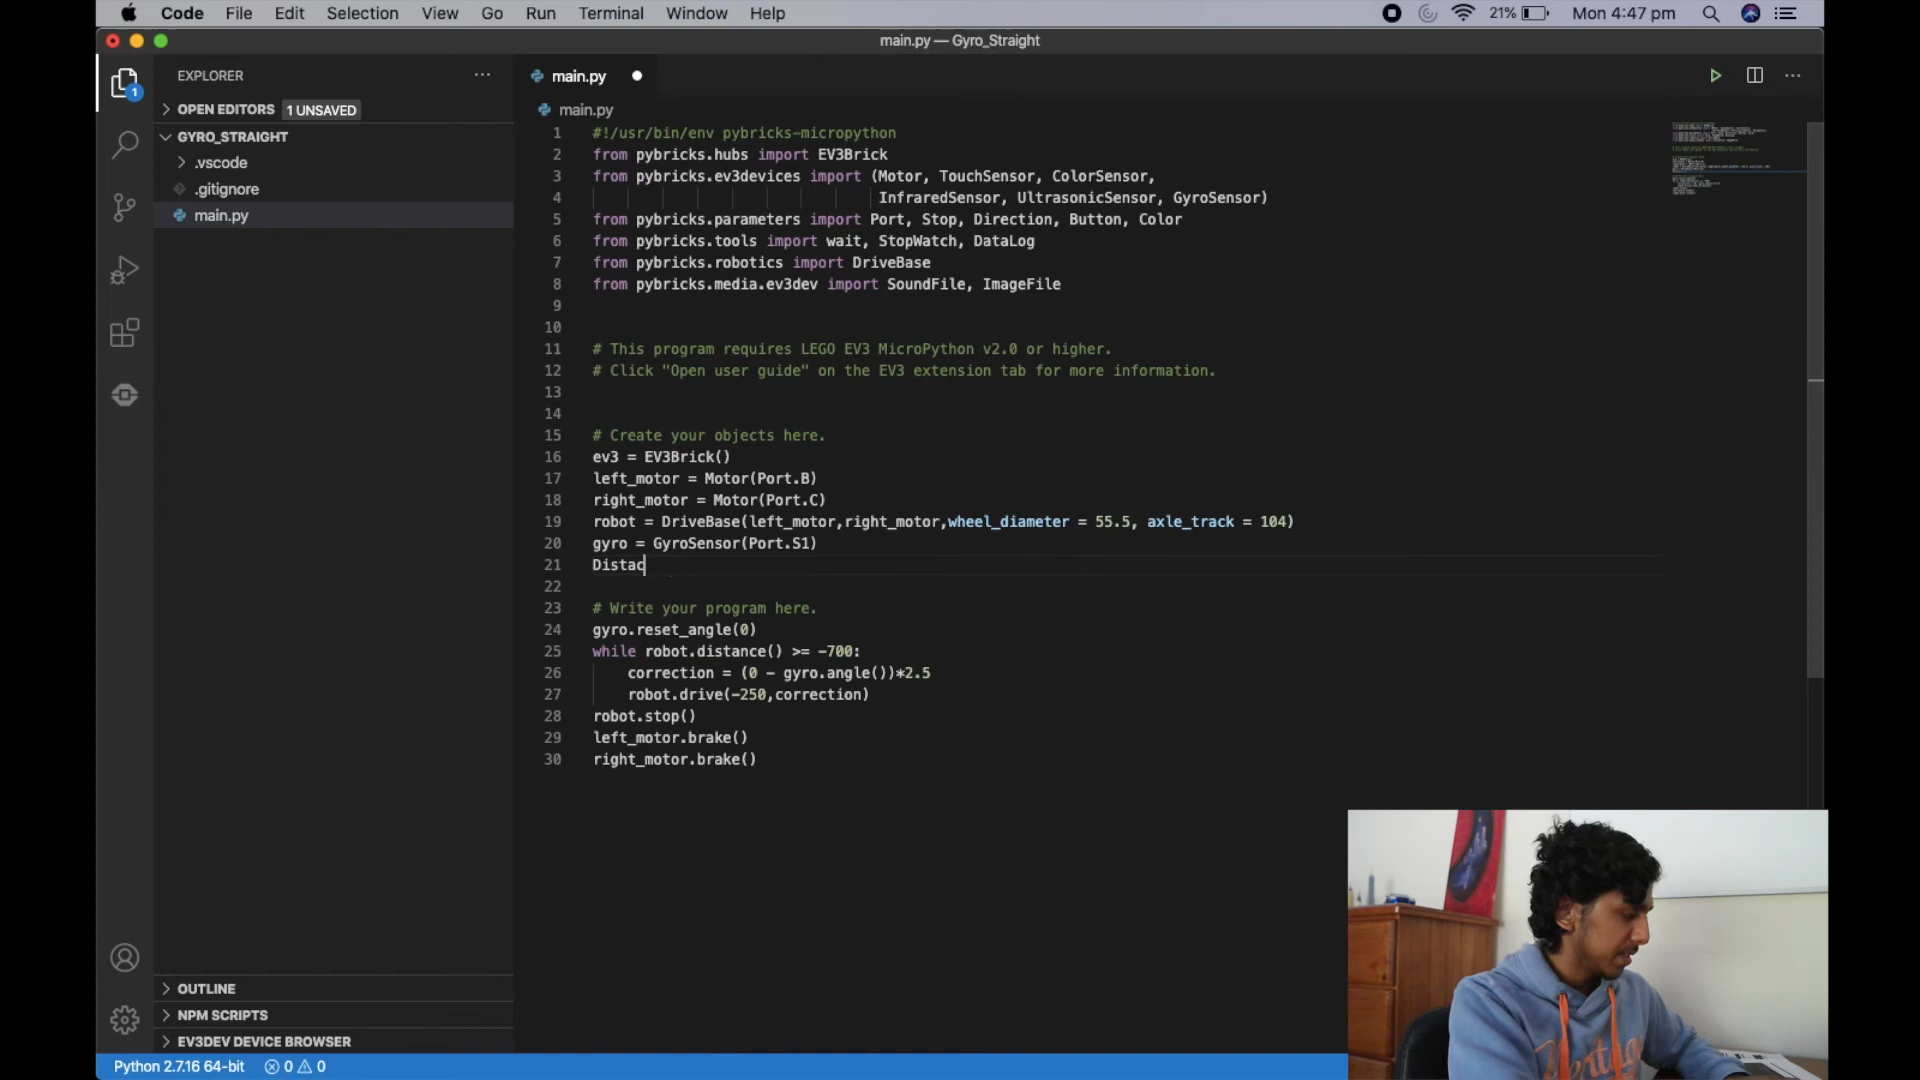 Code File Edit Selection View Go Run Terminal Window Help 21% Mon 4:47 pm
main.py — Gyro_Straight
EXPLORER
main.py
OPEN EDITORS 1 UNSAVED
main.py
GYRO_STRAIGHT
.vscode
.gitignore
main.py
1
1 #!/usr/bin/env pybricks-micropython
2 from pybricks.hubs import EV3Brick
3 from pybricks.ev3devices import (Motor, TouchSensor, ColorSensor,
4 InfraredSensor, UltrasonicSensor, GyroSensor)
5 from pybricks.parameters import Port, Stop, Direction, Button, Color
6 from pybricks.tools import wait, StopWatch, DataLog
7 from pybricks.robotics import DriveBase
8 from pybricks.media.ev3dev import SoundFile, ImageFile
9
10
11 # This program requires LEGO EV3 MicroPython v2.0 or higher.
12 # Click "Open user guide" on the EV3 extension tab for more information.
13
14
15 # Create your objects here.
16 ev3 = EV3Brick()
17 left_motor = Motor(Port.B)
18 right_motor = Motor(Port.C)
19 robot = DriveBase(left_motor,right_motor,wheel_diameter = 55.5, axle_track = 104)
20 gyro = GyroSensor(Port.S1)
21 Distac
22
23 # Write your program here.
24 gyro.reset_angle(0)
25 while robot.distance() >= -700:
26 correction = (0 - gyro.angle())*2.5
27 robot.drive(-250,correction)
28 robot.stop()
29 left_motor.brake()
30 right_motor.brake()
OUTLINE
NPM SCRIPTS
EV3DEV DEVICE BROWSER
Python 2.7.16 64-bit 0 0